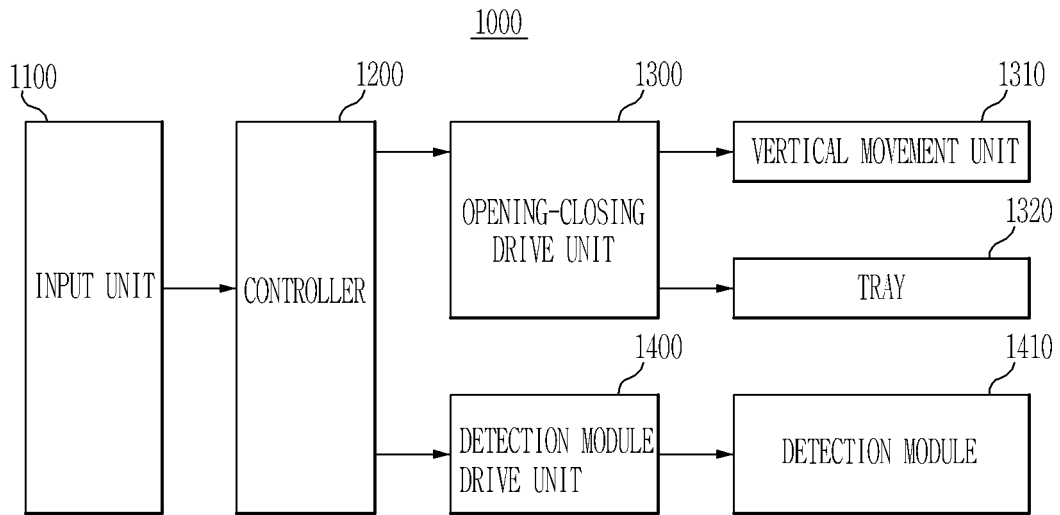 1000
1100
1200
1300
1310
INPUT UNIT
CONTROLLER
OPENING-CLOSING
DRIVE UNIT
VERTICAL MOVEMENT UNIT
1320
TRAY
1400
1410
DETECTION MODULE
DRIVE UNIT
DETECTION MODULE